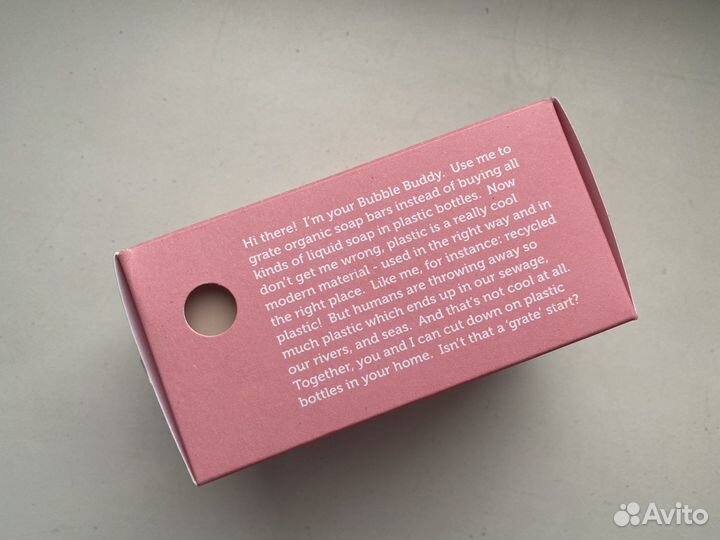 Hi there! I'm your Bubble Buddy. Use me to
grate organic soap bars instead of buying all
kinds of liquid soap in plastic bottles. Now
don't get me wrong, plastic is a really cool
modern material - used in the right way and in
the right place. Like me, for instance: recycled
plastic! But humans are throwing away so
much plastic which ends up in our sewage,
our rivers, and seas. And that's not cool at all.
Together, you and I can cut down on plastic
bottles in your home. Isn't that a 'grate' start?
Avito